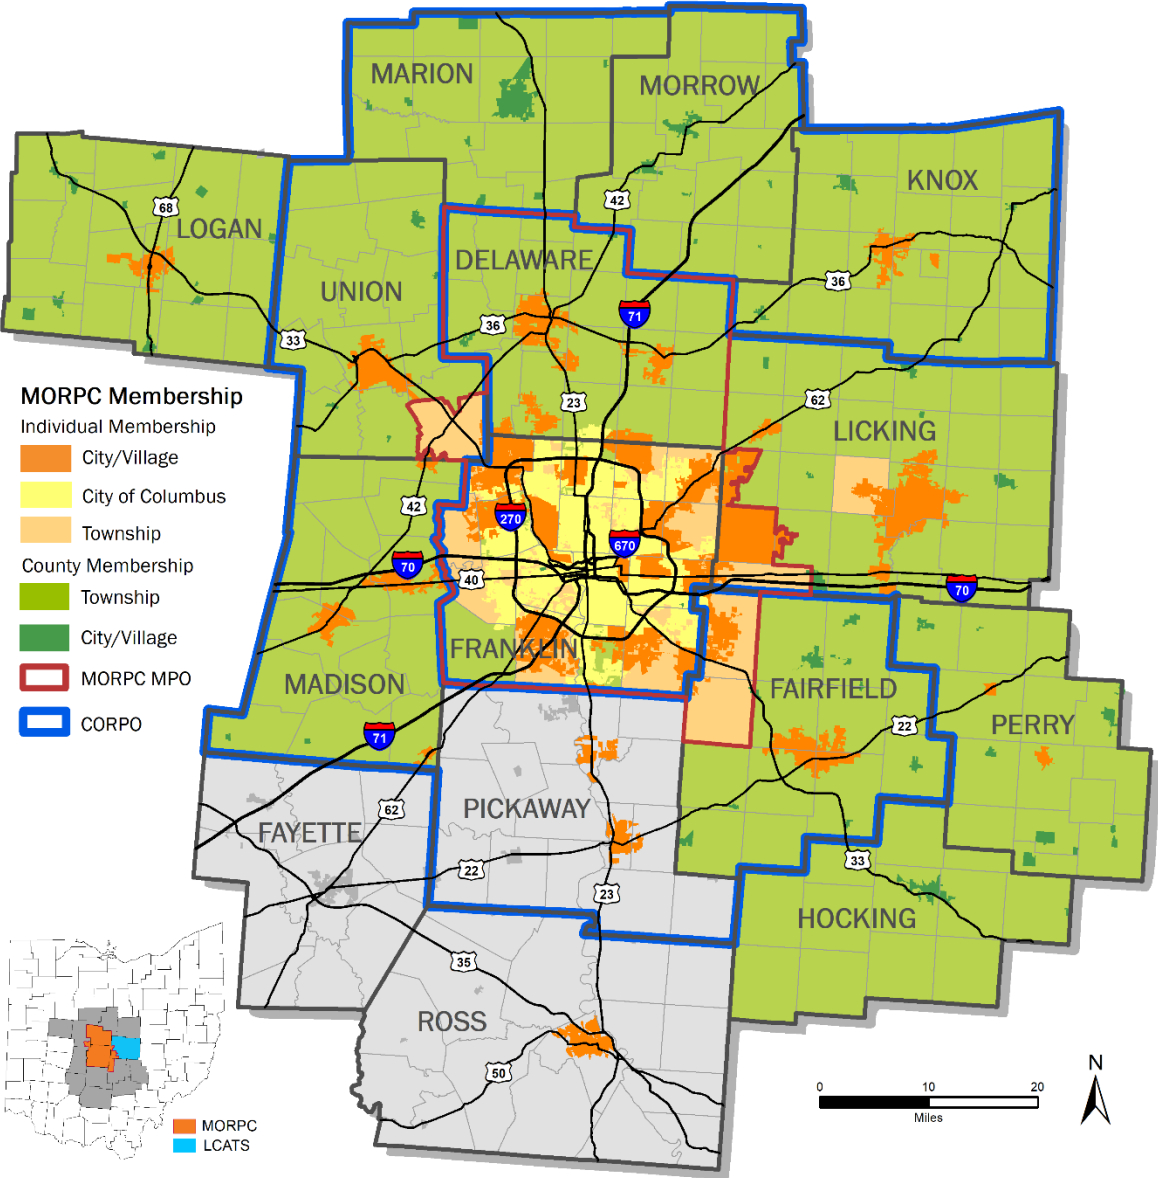 MARION
MORROW
KNOX
68
LOGAN
42
DELAWARE
UNION
36
71
36
33
23
62
LICKING
MORPC Membership
Individual Membership
City/Village
City of Columbus
Township
County Membership
Township
City/Village
MORPC MPO
CORPO
42
270
670
70
40
70
FRANKLIN
MADISON
FAIRFIELD
22
PERRY
71
62
PICKAWAY
FAYETTE
22
33
23
HOCKING
35
ROSS
50
MORPC
LCATS
N
0 10 20
Miles